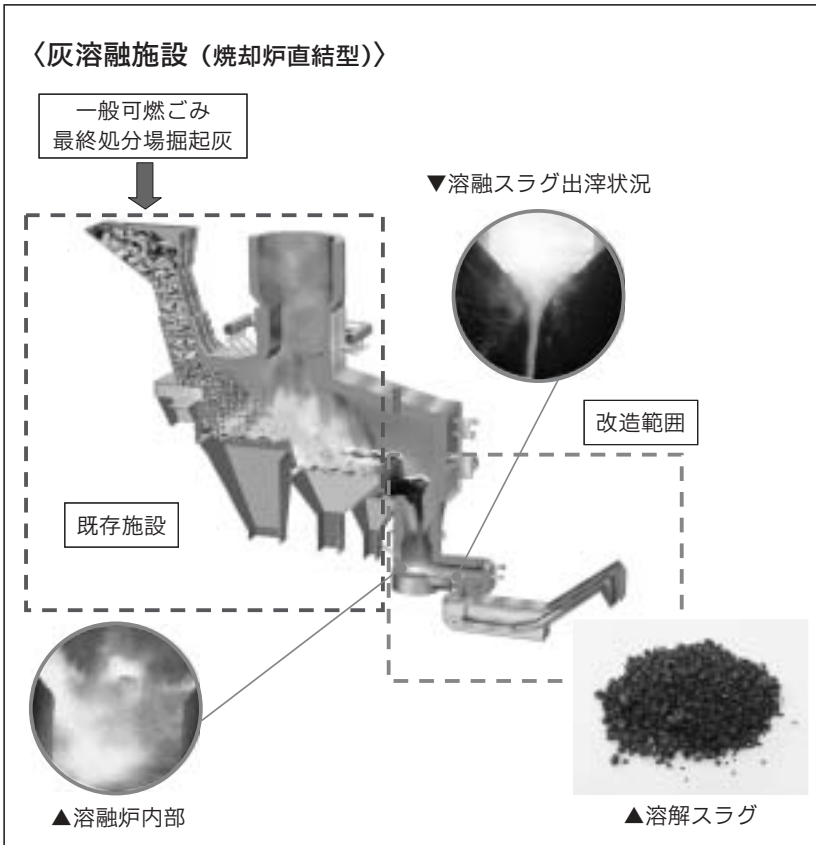 〈灰溶融施設（焼却炉直結型）〉
一般可燃ごみ
最終処分場掘起灰
▼溶融スラグ出滓状況
改造範囲
既存施設
▲溶融炉内部
▲溶解スラグ